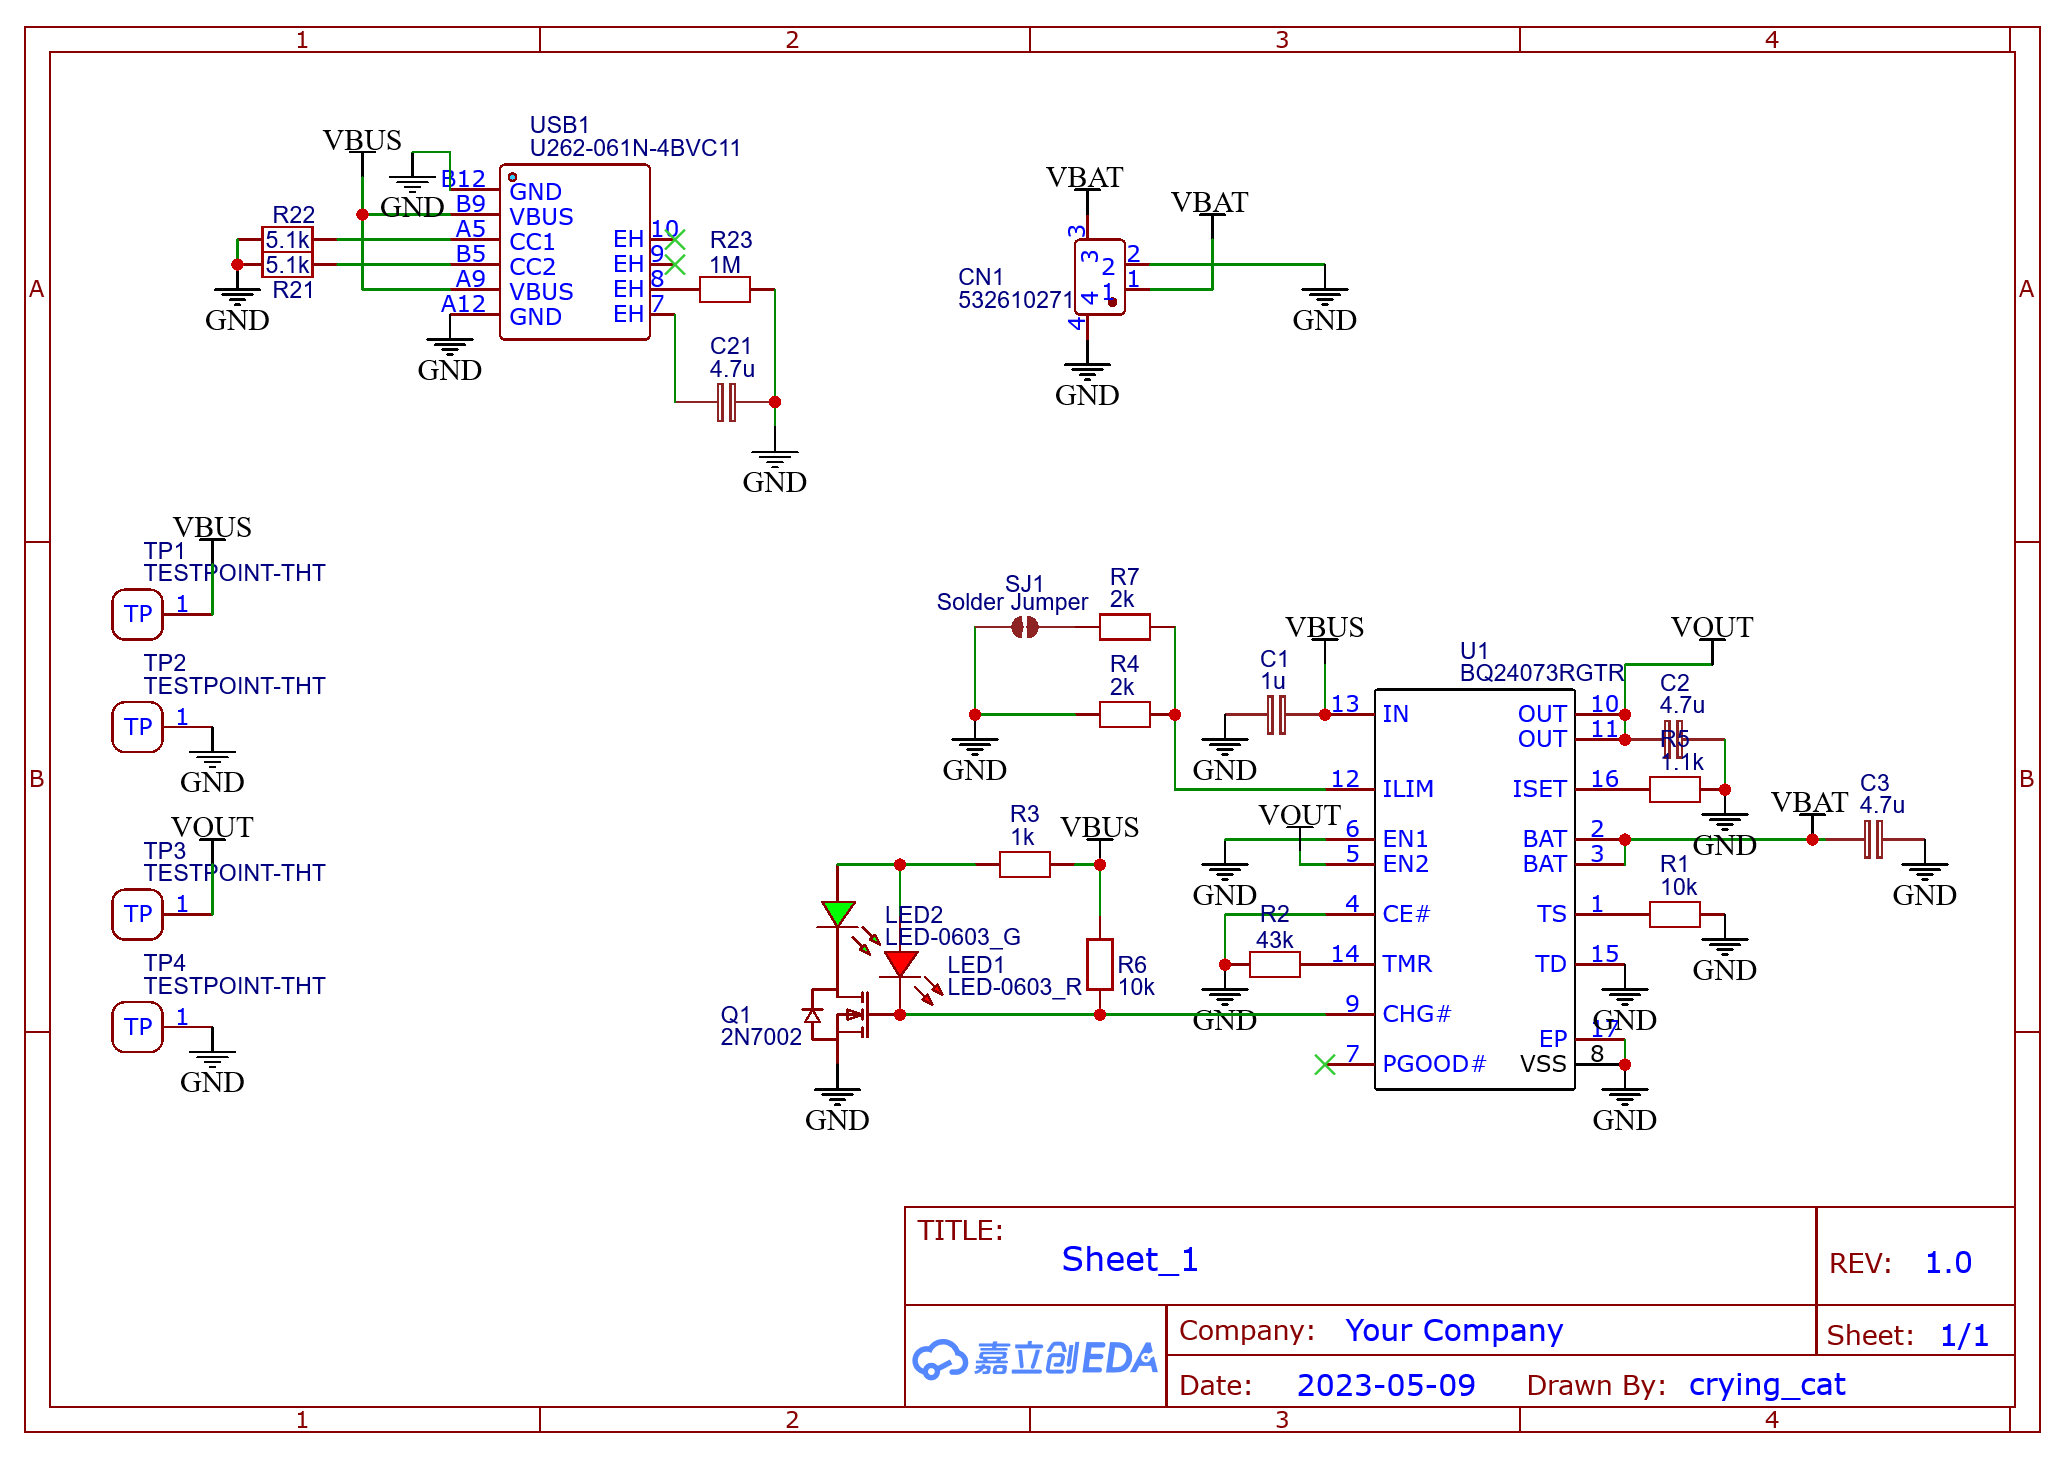 1 2 3 4
A A
B B
VBUS
USB1
U262-061N-4BVC11
GND
B12 GND
B9 VBUS
A5 CC1
B5 CC2
A9 VBUS
A12 GND
R22
5.1k
5.1k
R21
GND
GND
EH 10
EH 9
EH 8
EH 7
R23
1M
C21
4.7u
GND
VBAT
VBAT
CN1
532610271
3 3
2 2
1 1
4 4
GND
GND
VBUS
TP1
TESTPOINT-THT
TP 1
TP2
TESTPOINT-THT
TP 1
GND
VOUT
TP3
TESTPOINT-THT
TP 1
TP4
TESTPOINT-THT
TP 1
GND
SJ1
Solder Jumper
R7
2k
R4
2k
GND
C1
1u
VBUS
GND
VOUT
GND
R2
43k
GND
U1
BQ24073RGTR
13 IN
12 ILIM
6 EN1
5 EN2
4 CE#
14 TMR
9 CHG#
7 PGOOD#
OUT 10
OUT 11
ISET 16
BAT 2
BAT 3
TS 1
TD 15
EP 17
VSS 8
VOUT
C2
4.7u
R5
1.1k
GND
VBAT
C3
4.7u
GND
R1
10k
GND
GND
GND
R3
1k
VBUS
LED2
LED-0603_G
LED1
LED-0603_R
R6
10k
Q1
2N7002
GND
TITLE:
Sheet_1
REV: 1.0
嘉立创EDA
Company: Your Company
Sheet: 1/1
Date: 2023-05-09 Drawn By: crying_cat
1 2 3 4